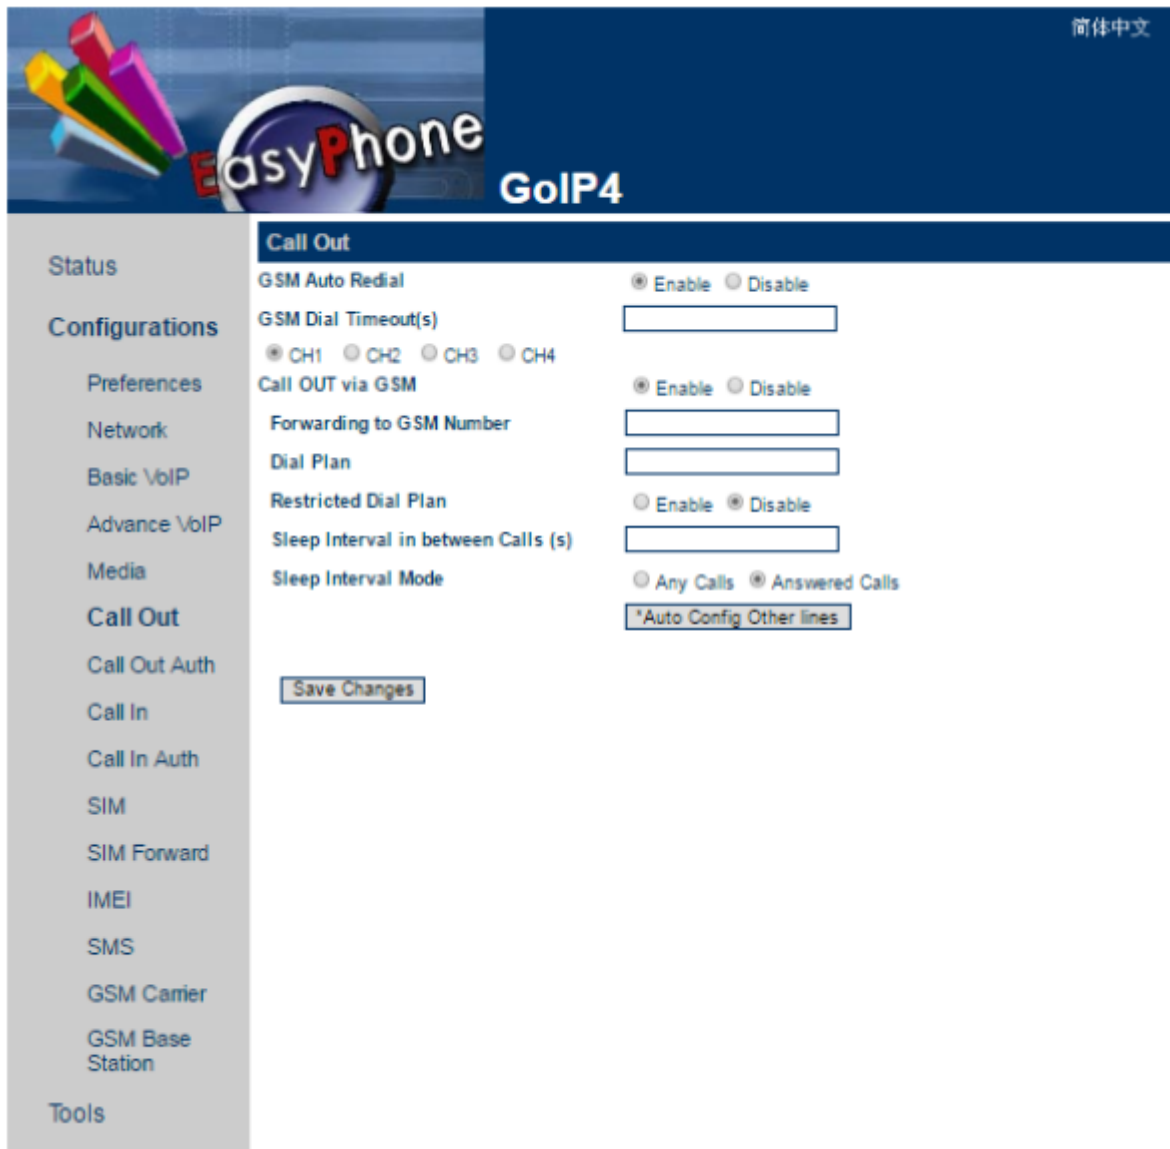 简体中文
EasyPhone
GoIP4
Status
Configurations
Preferences
Network
Basic VoIP
Advance VoIP
Media
Call Out
Call Out Auth
Call In
Call In Auth
SIM
SIM Forward
IMEI
SMS
GSM Carrier
GSM Base
Station
Tools
Call Out
GSM Auto Redial Enable Disable
GSM Dial Timeout(s)
CH1 CH2 CH3 CH4
Call OUT via GSM Enable Disable
Forwarding to GSM Number
Dial Plan
Restricted Dial Plan Enable Disable
Sleep Interval in between Calls (s)
Sleep Interval Mode Any Calls Answered Calls
*Auto Config Other lines
Save Changes